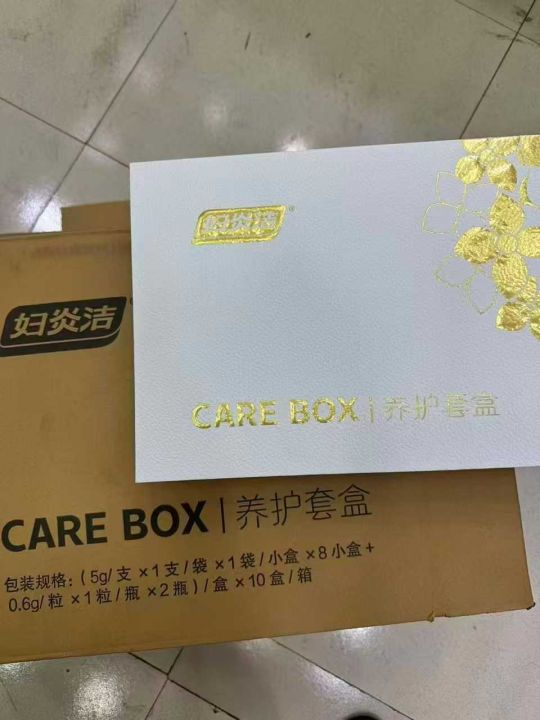 妇炎洁®
CARE BOX | 养护套盒
妇炎洁®
CARE BOX | 养护套盒
包装规格:(5g/支×1支/袋×1袋/小盒×8小盒+
0.6g/粒×1粒/瓶×2瓶)/盒×10盒/箱